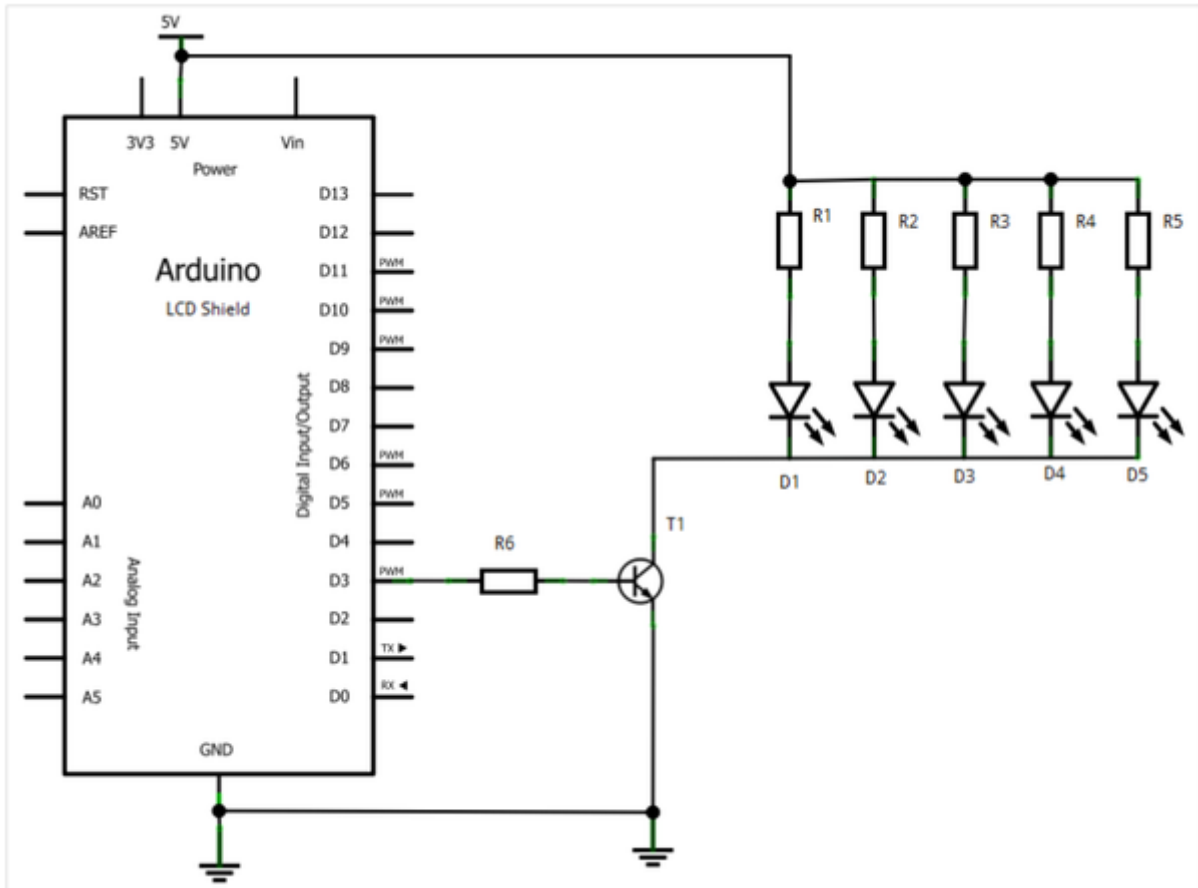 5V
3V3
5V
Vin
Power
RST
AREF
Arduino
LCD Shield
D13
D12
D11
PWM
D10
PWM
D9
PWM
D8
D7
D6
PWM
D5
PWM
D4
D3
PWM
D2
D1
TX
D0
RX
Digital Input/Output
A0
A1
A2
A3
A4
A5
Analog Input
GND
R6
T1
R1
R2
R3
R4
R5
D1
D2
D3
D4
D5